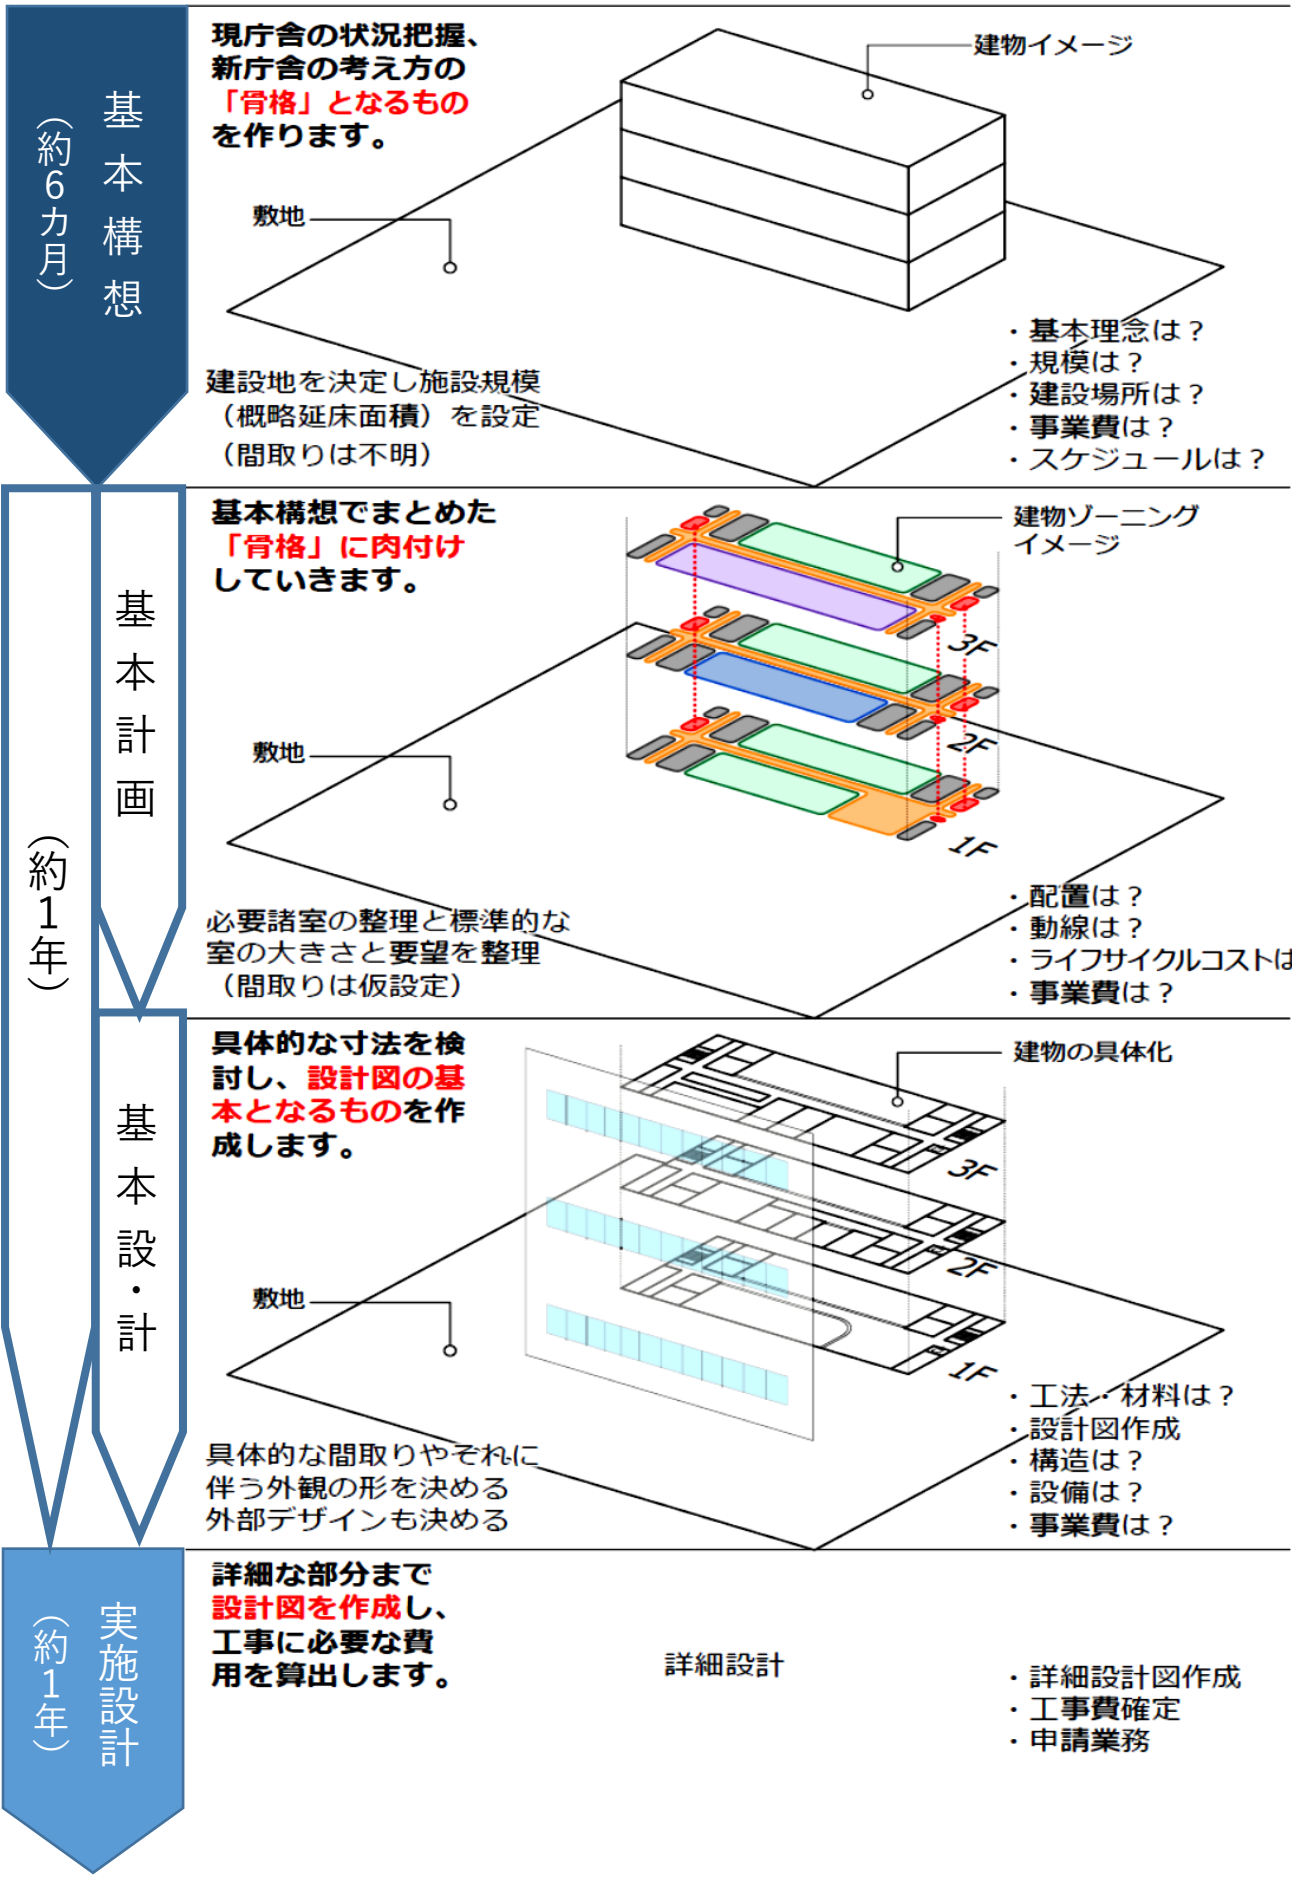 基本構想
（約６カ月）
現庁舎の状況把握、
新庁舎の考え方の
「骨格」となるもの
を作ります。
建物イメージ
敷地
建設地を決定し施設規模
（概略延床面積）を設定
（間取りは不明）
・基本理念は？
・規模は？
・建設場所は？
・事業費は？
・スケジュールは？
（約１年）
基本計画
基本構想でまとめた
「骨格」に肉付け
していきます。
建物ゾーニング
イメージ
3F
2F
1F
敷地
必要諸室の整理と標準的な
室の大きさと要望を整理
（間取りは仮設定）
・配置は？
・動線は？
・ライフサイクルコストは
・事業費は？
基本設・計
具体的な寸法を検
討し、設計図の基
本となるものを作
成します。
建物の具体化
3F
2F
1F
敷地
具体的な間取りやそれに
伴う外観の形を決める
外部デザインも決める
・工法・材料は？
・設計図作成
・構造は？
・設備は？
・事業費は？
実施設計
（約１年）
詳細な部分まで
設計図を作成し、
工事に必要な費
用を算出します。
詳細設計
・詳細設計図作成
・工事費確定
・申請業務